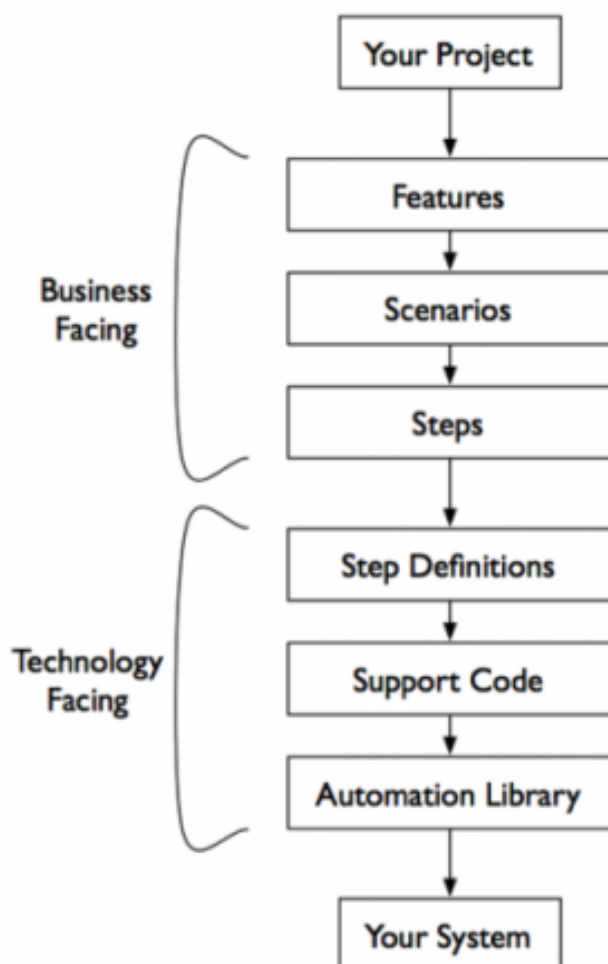 Your Project
Features
Business
Facing
Scenarios
Steps
Step Definitions
Technology
Facing
Support Code
Automation Library
Your System